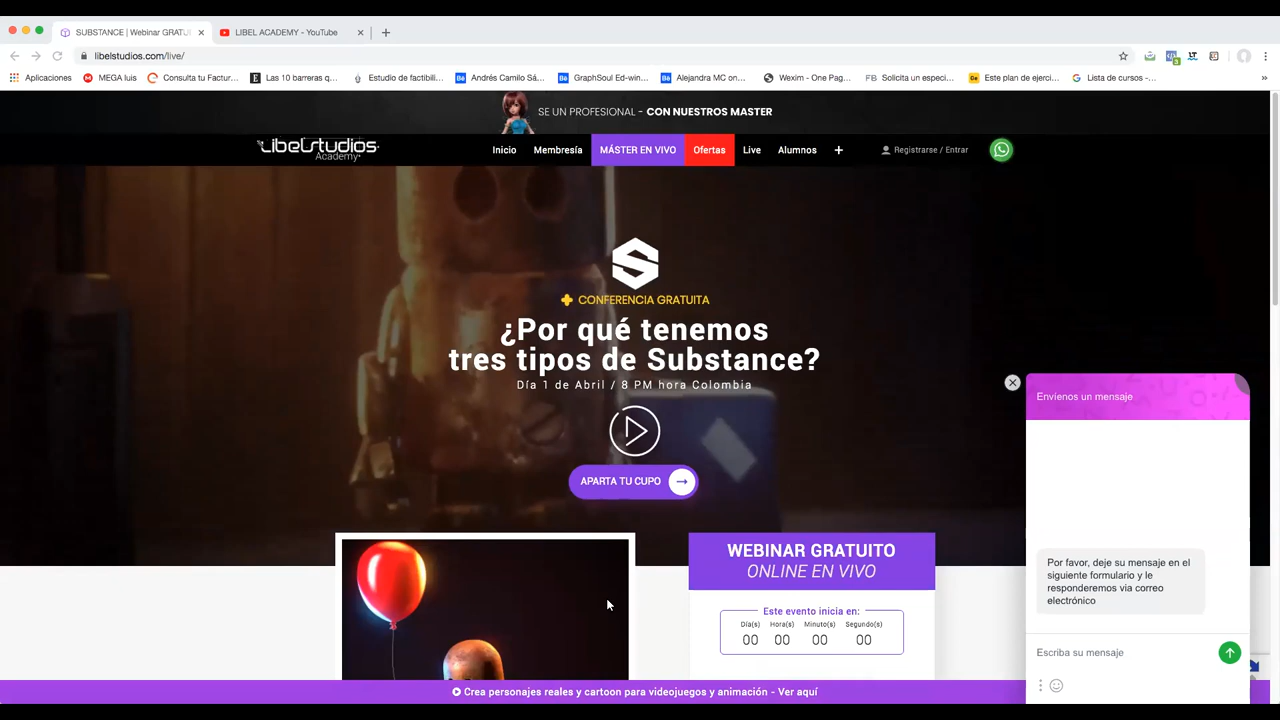 SUBSTANCE | Webinar GRATU
LIBEL ACADEMY - YouTube
libelstudios.com/live/
Aplicaciones
MEGA luis
Consulta tu Factur...
Las 10 barreras q...
Estudio de factibili...
Andrés Camilo Sá...
GraphSoul Ed-win...
Alejandra MC on...
Wexim - One Pag...
FB Solicita un especi...
Este plan de ejerci...
Lista de cursos -...
SE UN PROFESIONAL - CON NUESTROS MASTER
Libelstudios
Academy
Inicio
Membresía
MÁSTER EN VIVO
Ofertas
Live
Alumnos
Registrarse / Entrar
CONFERENCIA GRATUITA
¿Por qué tenemos
tres tipos de Substance?
Día 1 de Abril / 8 PM hora Colombia
APARTA TU CUPO
Envíenos un mensaje
Por favor, deje su mensaje en el
siguiente formulario y le
responderemos via correo
electrónico
Escriba su mensaje
WEBINAR GRATUITO
ONLINE EN VIVO
Este evento inicia en:
Día(s) Hora(s) Minuto(s) Segundo(s)
00 00 00 00
Crea personajes reales y cartoon para videojuegos y animación - Ver aquí